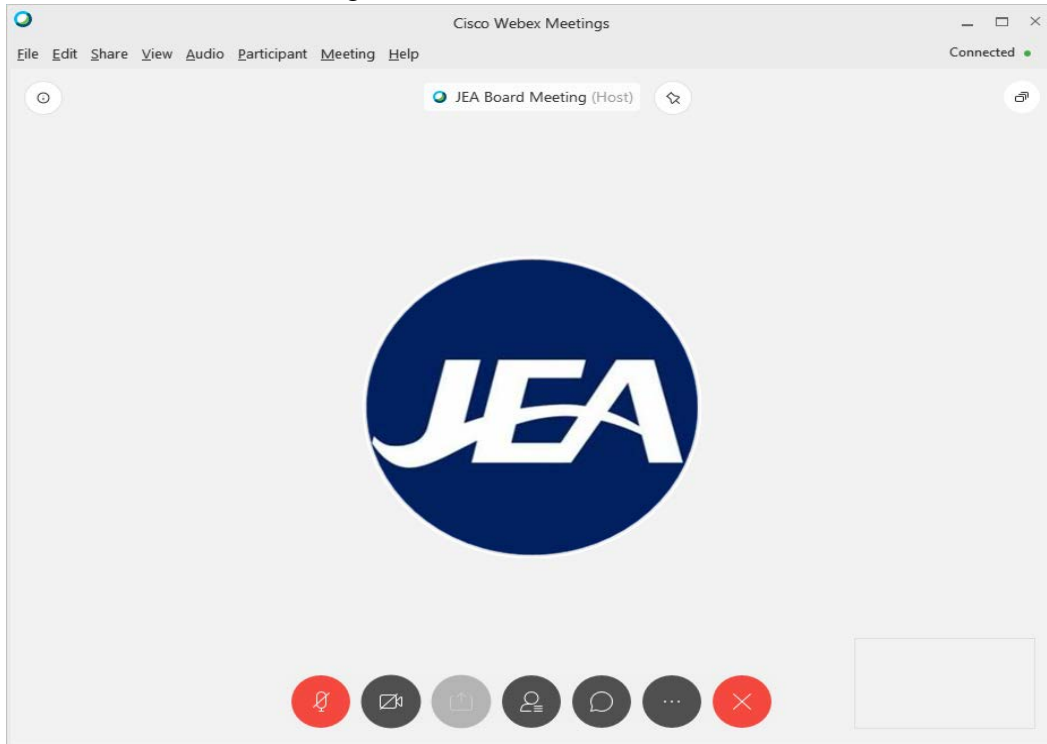 Cisco Webex Meetings
File Edit Share View Audio Participant Meeting Help
Connected
JEA Board Meeting (Host)
JEA